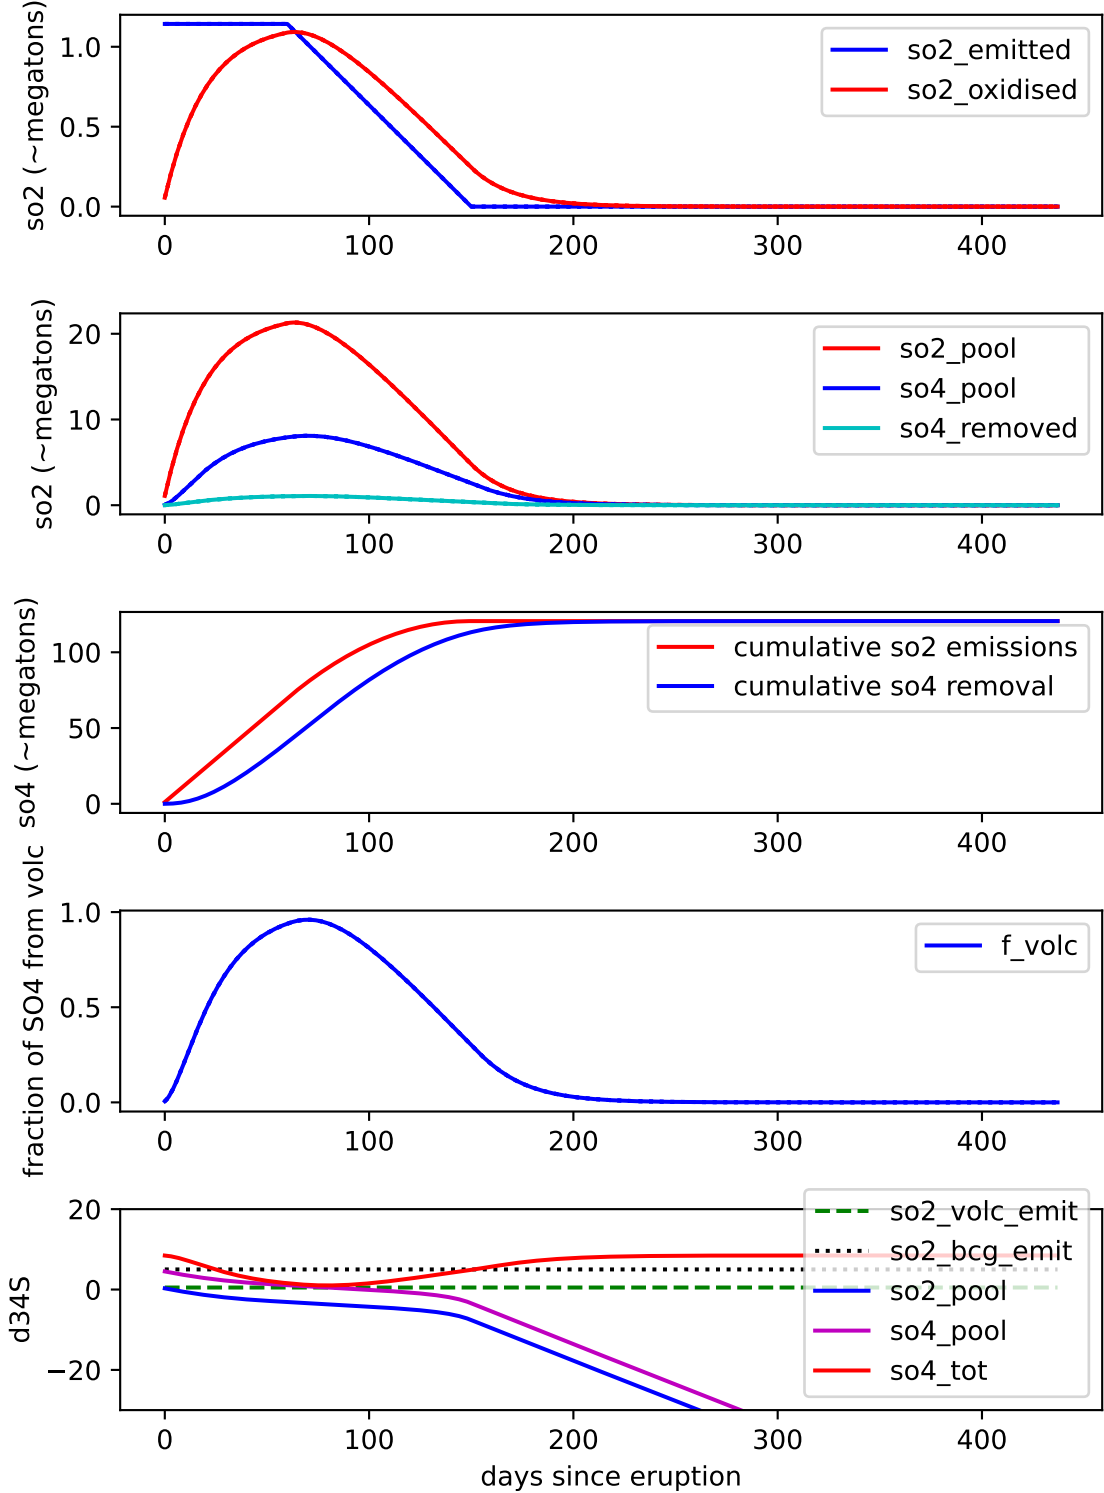 so2 (~megatons)
1.0
0.5
0.0
so2_emitted
so2_oxidised
0 100 200 300 400
so2 (~megatons)
20
10
0
so2_pool
so4_pool
so4_removed
0 100 200 300 400
so4 (~megatons)
100
50
0
cumulative so2 emissions
cumulative so4 removal
0 100 200 300 400
fraction of SO4 from volc
1.0
0.5
0.0
f_volc
0 100 200 300 400
d34S
20
0
−20
so2_volc_emit
so2_bcg_emit
so2_pool
so4_pool
so4_tot
0 100 200 300 400
days since eruption